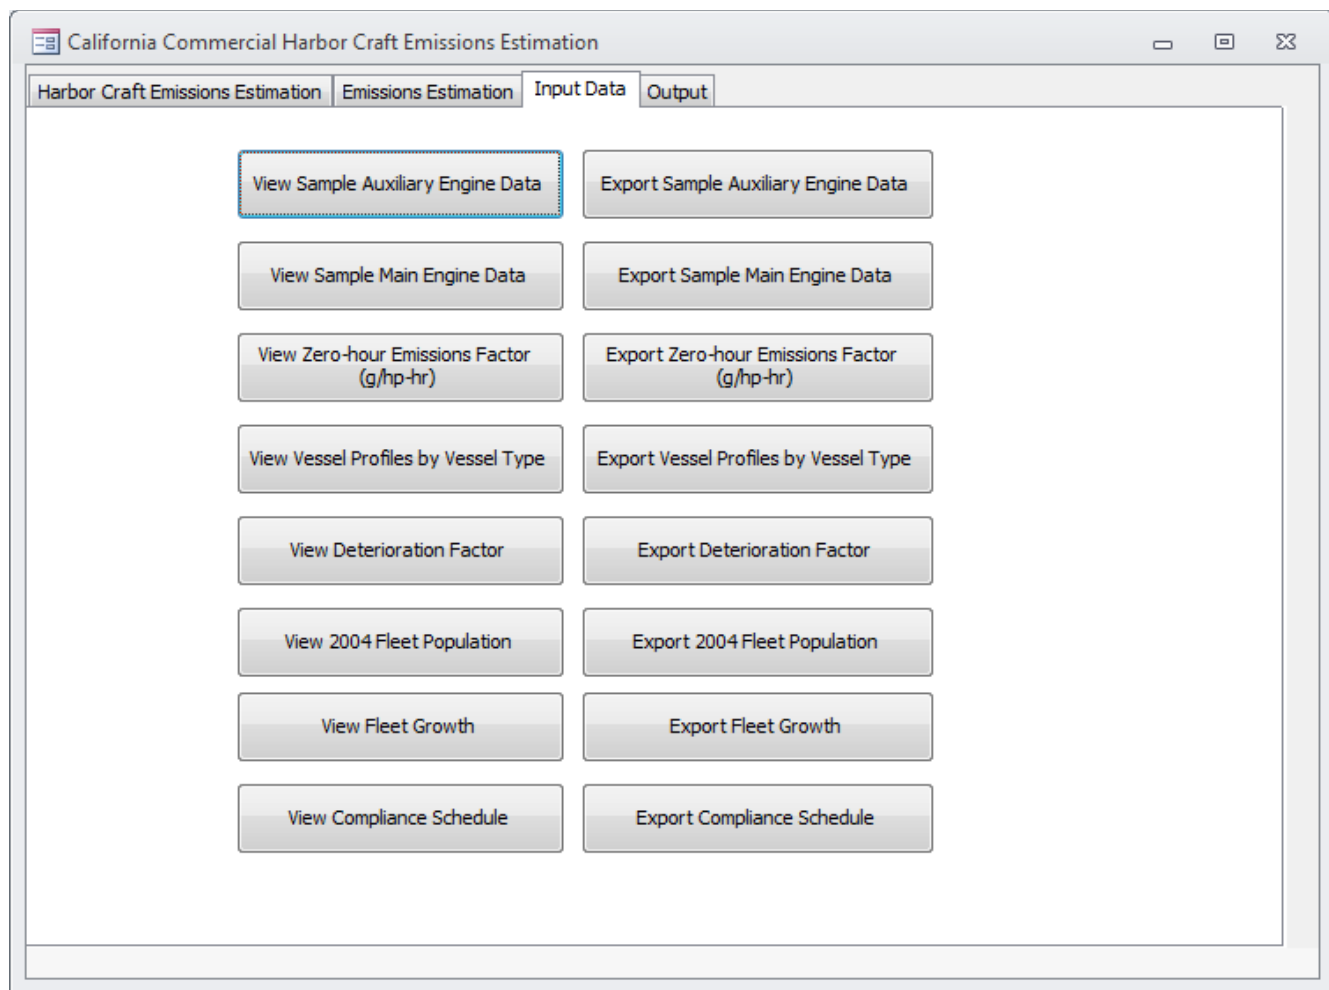 California Commercial Harbor Craft Emissions Estimation
Harbor Craft Emissions Estimation
Emissions Estimation
Input Data
Output
View Sample Auxiliary Engine Data
Export Sample Auxiliary Engine Data
View Sample Main Engine Data
Export Sample Main Engine Data
View Zero-hour Emissions Factor
(g/hp-hr)
Export Zero-hour Emissions Factor
(g/hp-hr)
View Vessel Profiles by Vessel Type
Export Vessel Profiles by Vessel Type
View Deterioration Factor
Export Deterioration Factor
View 2004 Fleet Population
Export 2004 Fleet Population
View Fleet Growth
Export Fleet Growth
View Compliance Schedule
Export Compliance Schedule